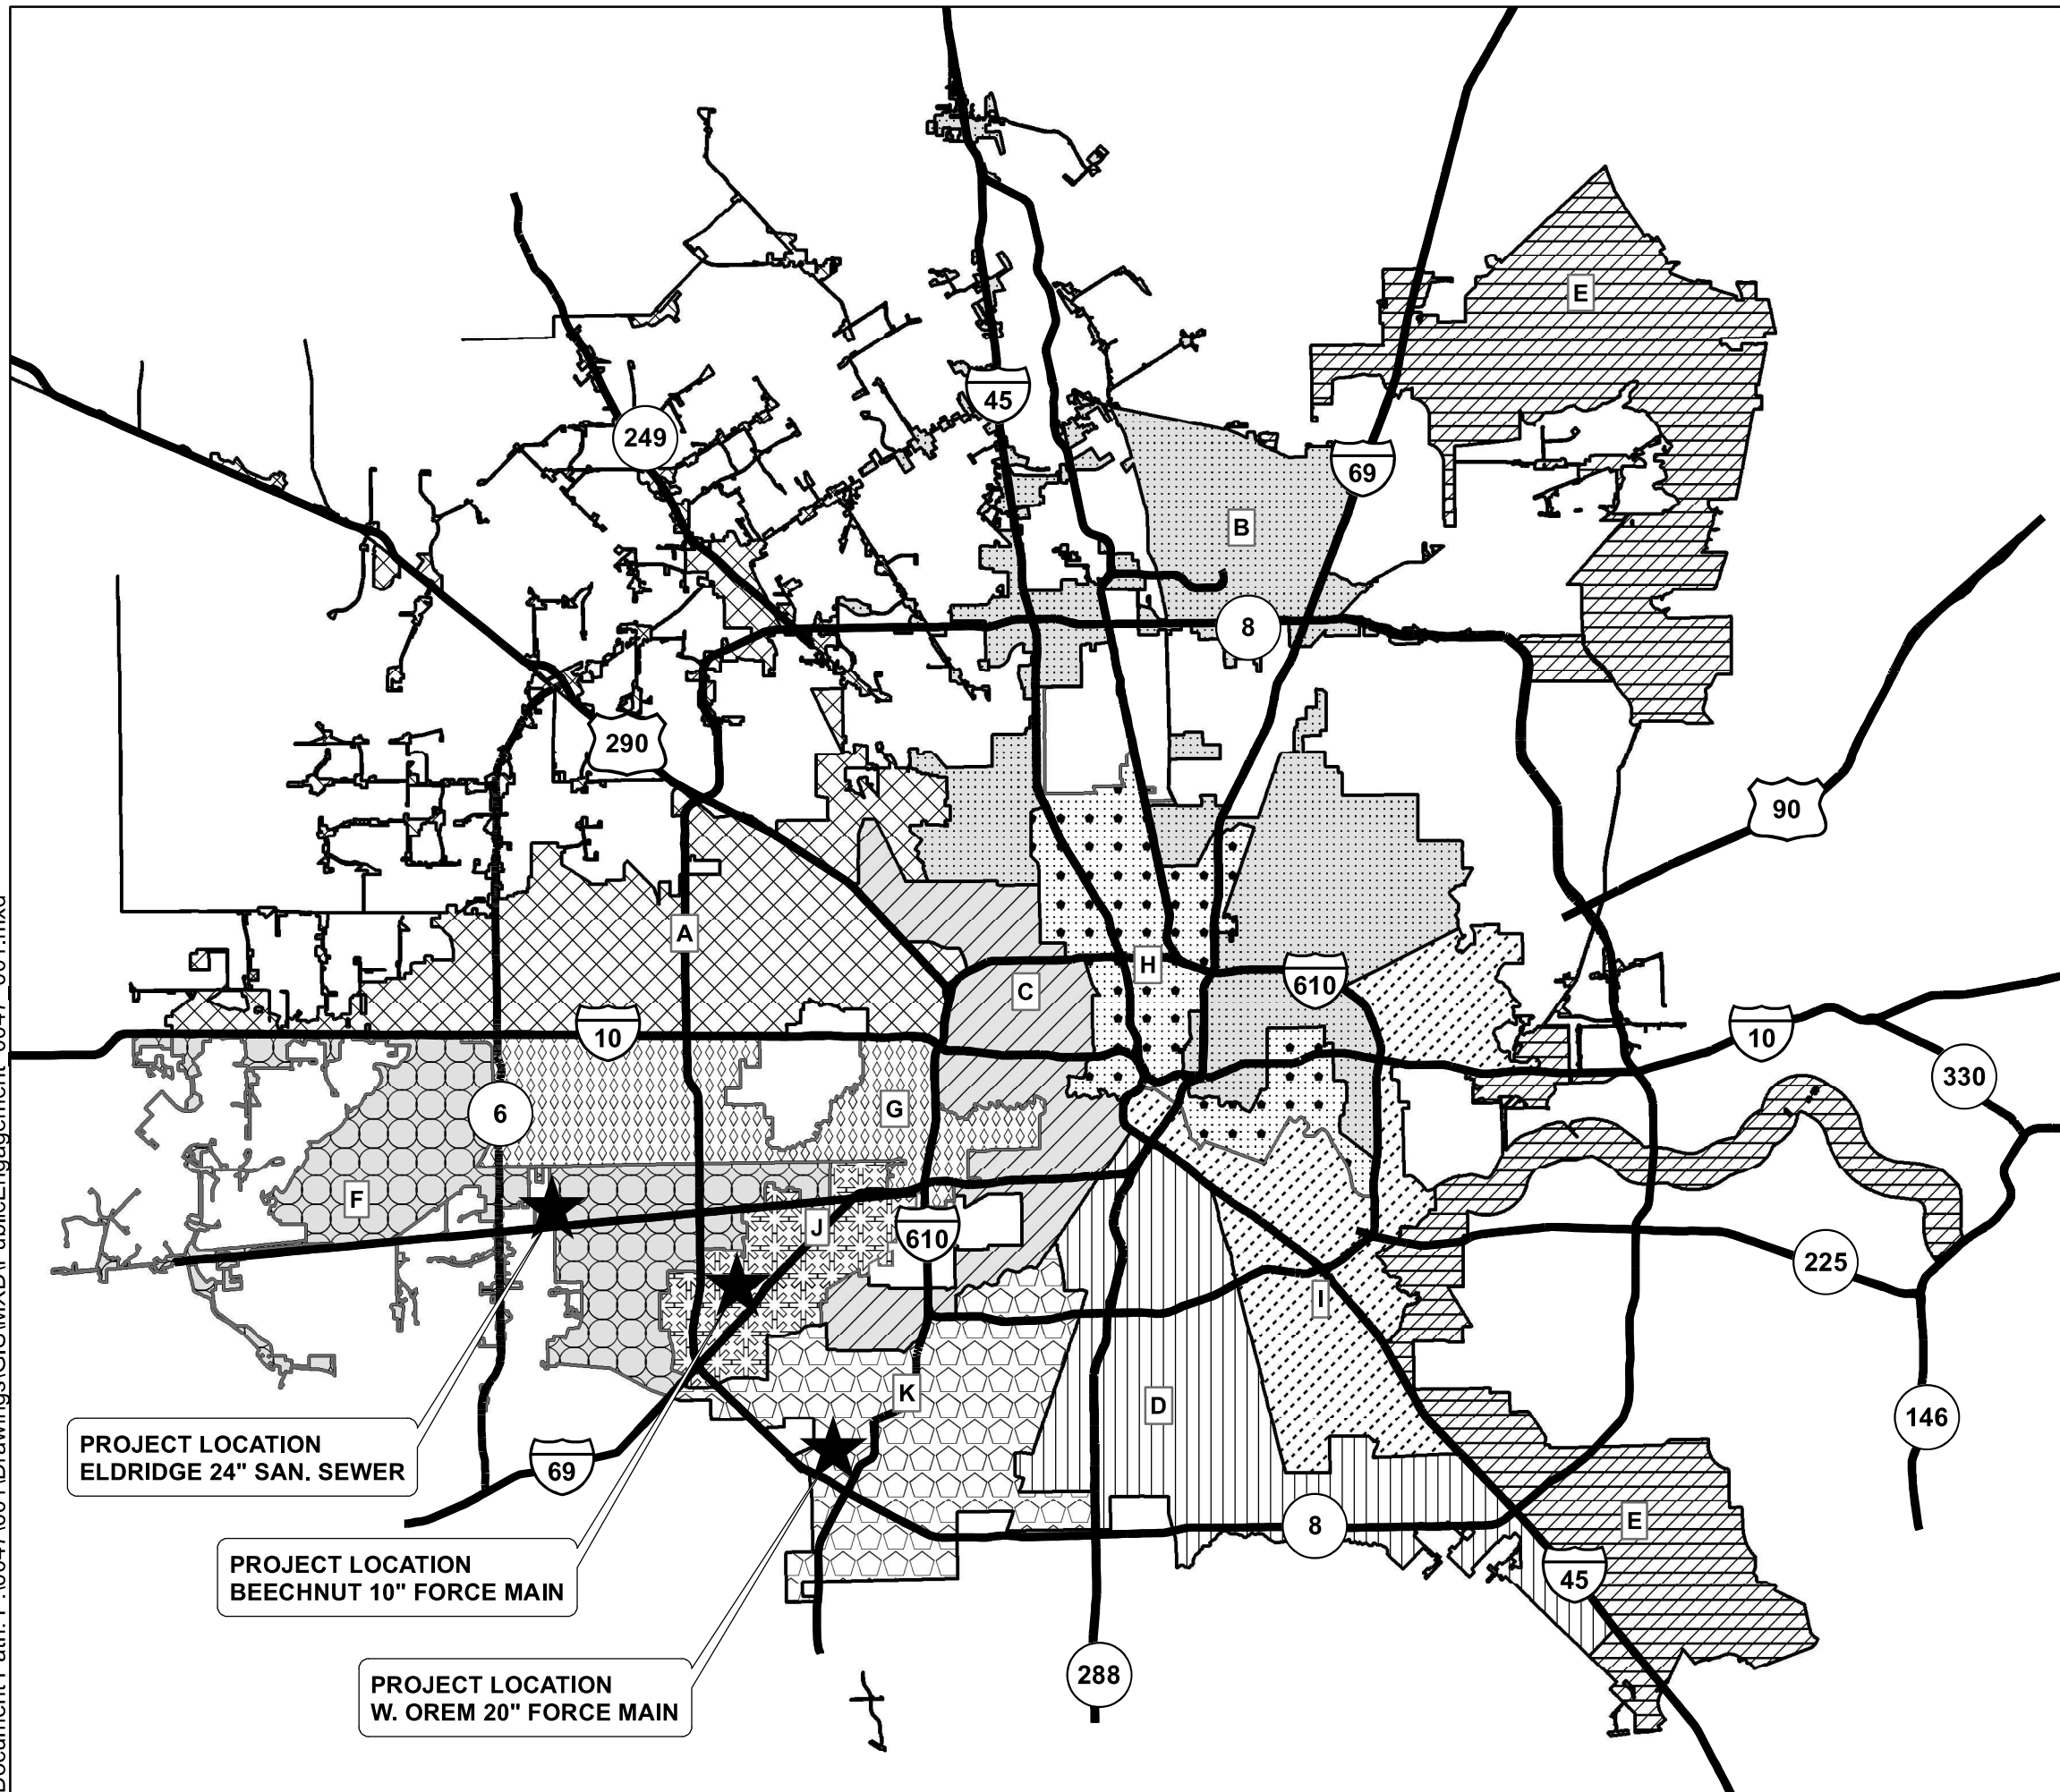 E
45
249
69
B
8
290
90
A
H
C
610
10
10
330
G
6
F
J
610
225
I
K
D
146
PROJECT LOCATION
ELDRIDGE 24" SAN. SEWER
69
8
E
PROJECT LOCATION
BEECHNUT 10" FORCE MAIN
45
PROJECT LOCATION
W. OREM 20" FORCE MAIN
288